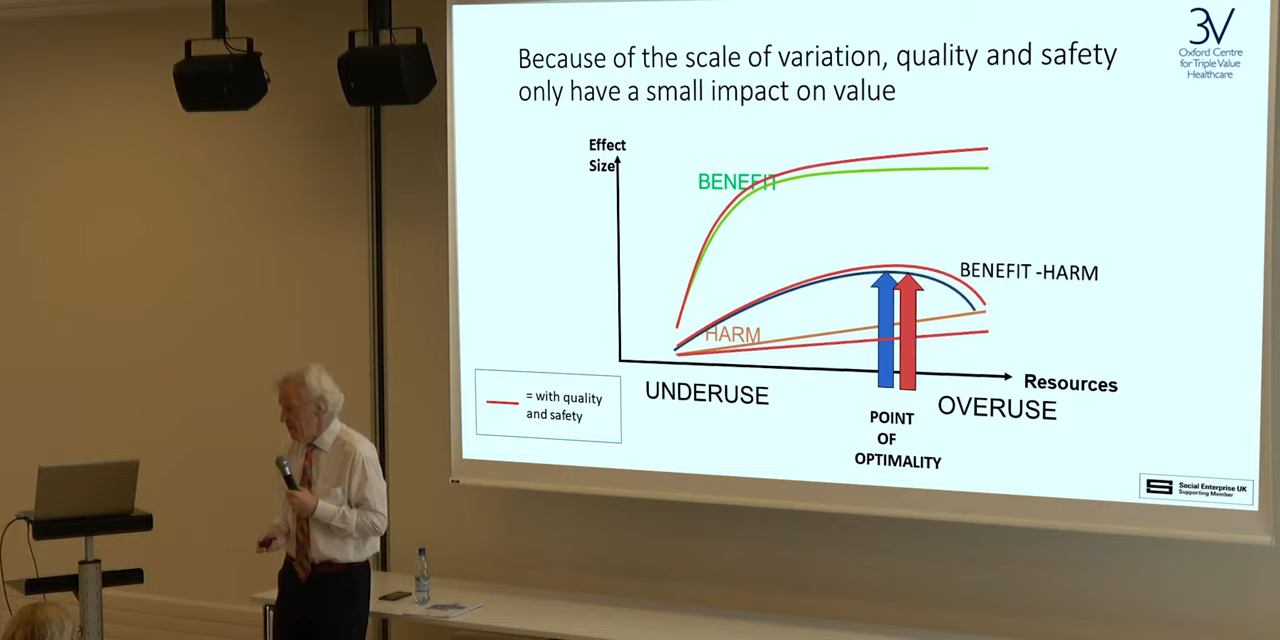 3V
Oxford Centre
for Triple Value
Healthcare
Because of the scale of variation, quality and safety
only have a small impact on value
Effect
Size
BENEFIT
BENEFIT -HARM
HARM
Resources
UNDERUSE
OVERUSE
= with quality
and safety
POINT
OF
OPTIMALITY
Social Enterprise UK
Supporting Member